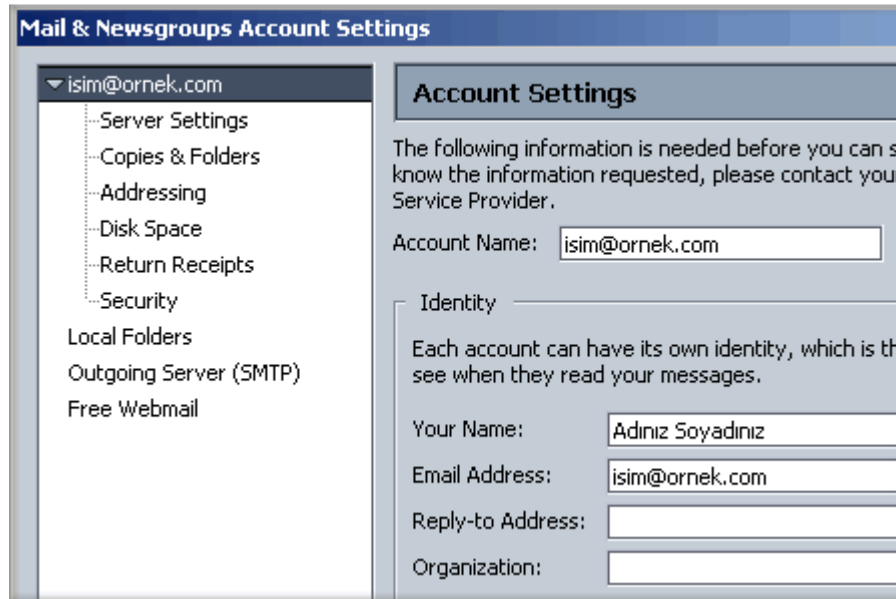 Mail & Newsgroups Account Settings
isim@ornek.com
Server Settings
Copies & Folders
Addressing
Disk Space
Return Receipts
Security
Local Folders
Outgoing Server (SMTP)
Free Webmail
Account Settings
The following information is needed before you can
know the information requested, please contact your
Service Provider.
Account Name: isim@ornek.com
Identity
Each account can have its own identity, which is
see when they read your messages.
Your Name: Adınız Soyadınız
Email Address: isim@ornek.com
Reply-to Address:
Organization: